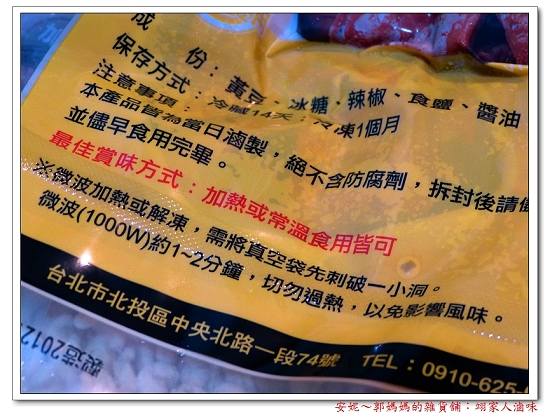 成　份：黃豆、冰糖、辣椒、食鹽、醬油
保存方式：冷藏14天；冷凍1個月
注意事項：
本產品皆為當日滷製，絕不含防腐劑，拆封後請
並儘早食用完畢。
最佳賞味方式：加熱或常溫食用皆可
※微波加熱或解凍，需將真空袋先刺破一小洞。
微波(1000W)約1~2分鐘，切勿過熱，以免影響風味。
台北市北投區中央北路一段74號 TEL：0910-625-
製造2012
安妮～郭媽媽的雜貨舖：翊家人滷味